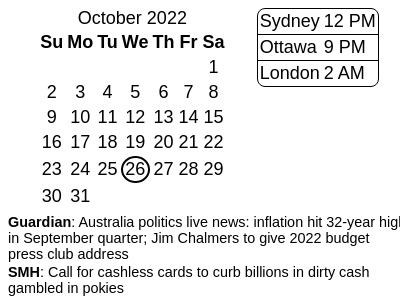 October 2022
Su Mo Tu We Th Fr Sa
1
2 3 4 5 6 7 8
9 10 11 12 13 14 15
16 17 18 19 20 21 22
23 24 25 26 27 28 29
30 31
Sydney 12 PM
Ottawa 9 PM
London 2 AM
Guardian: Australia politics live news: inflation hit 32-year
in September quarter; Jim Chalmers to give 2022 budget
press club address
SMH: Call for cashless cards to curb billions in dirty cash
gambled in pokies